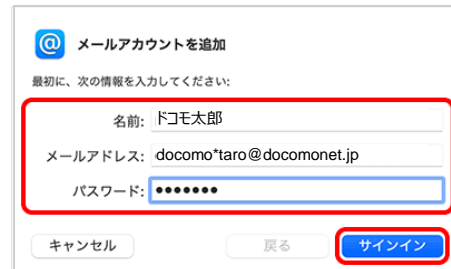 メールアカウントを追加
最初に、次の情報を入力してください:
名前: ドコモ太郎
メールアドレス: docomo*taro@docomonet.jp
パスワード: •••••••
キャンセル 戻る サインイン